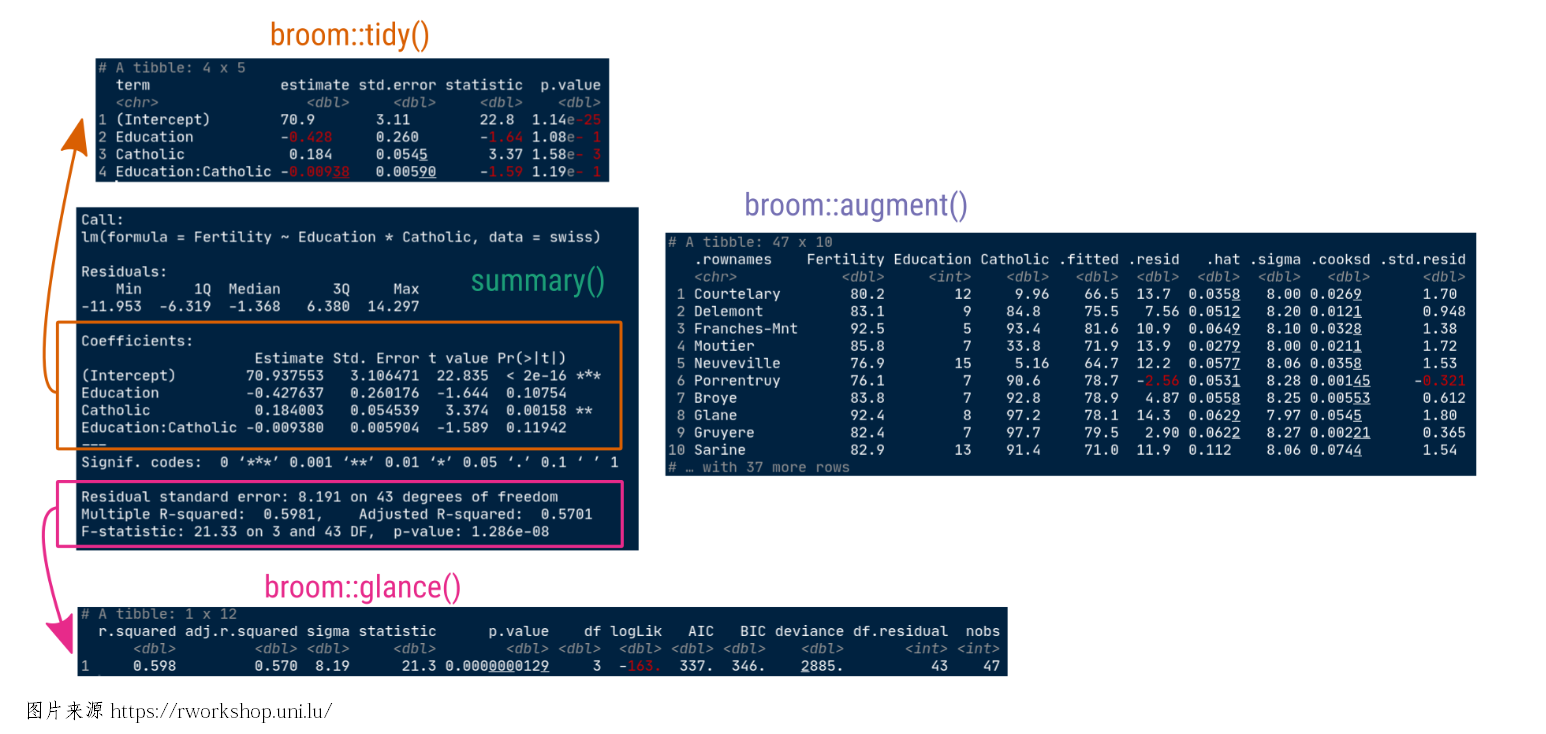 broom::tidy()
# A tibble: 4 x 5
term estimate std.error statistic p.value
<chr> <dbl> <dbl> <dbl> <dbl>
1 (Intercept) 70.9 3.11 22.8 1.14e-25
2 Education -0.428 0.260 -1.64 1.08e- 1
3 Catholic 0.184 0.0545 3.37 1.58e- 3
4 Education:Catholic -0.00938 0.00590 -1.59 1.19e- 1
Call:
lm(formula = Fertility ~ Education * Catholic, data = swiss)
summary()
Residuals:
Min 1Q Median 3Q Max
-11.953 -6.319 -1.368 6.380 14.297
Coefficients:
Estimate Std. Error t value Pr(>|t|)
(Intercept) 70.937553 3.106471 22.835 < 2e-16 ***
Education -0.427637 0.260176 -1.644 0.10754
Catholic 0.184003 0.054539 3.374 0.00158 **
Education:Catholic -0.009380 0.005904 -1.589 0.11942
---
Signif. codes: 0 ‘***’ 0.001 ‘**’ 0.01 ‘*’ 0.05 ‘.’ 0.1 ‘ ’ 1
Residual standard error: 8.191 on 43 degrees of freedom
Multiple R-squared: 0.5981, Adjusted R-squared: 0.5701
F-statistic: 21.33 on 3 and 43 DF, p-value: 1.286e-08
broom::augment()
# A tibble: 47 x 10
.rownames Fertility Education Catholic .fitted .resid .hat .sigma .cooksd .std.resid
<chr> <dbl> <int> <dbl> <dbl> <dbl> <dbl> <dbl> <dbl> <dbl>
1 Courtelary 80.2 12 9.96 66.5 13.7 0.0358 8.00 0.0269 1.70
2 Delemont 83.1 9 84.8 75.5 7.56 0.0512 8.20 0.0121 0.948
3 Franches-Mnt 92.5 5 93.4 81.6 10.9 0.0649 8.10 0.0328 1.38
4 Moutier 85.8 7 33.8 71.9 13.9 0.0279 8.00 0.0211 1.72
5 Neuveville 76.9 15 5.16 64.7 12.2 0.0577 8.06 0.0358 1.53
6 Porrentruy 76.1 7 90.6 78.7 -2.56 0.0531 8.28 0.00145 -0.321
7 Broye 83.8 7 92.8 78.9 4.87 0.0558 8.25 0.00553 0.612
8 Glane 92.4 8 97.2 78.1 14.3 0.0629 7.97 0.0545 1.80
9 Gruyere 82.4 7 97.7 79.5 2.90 0.0622 8.27 0.00221 0.365
10 Sarine 82.9 13 91.4 71.0 11.9 0.112 8.06 0.0744 1.54
# … with 37 more rows
broom::glance()
# A tibble: 1 x 12
r.squared adj.r.squared sigma statistic p.value df logLik AIC BIC deviance df.residual nobs
<dbl> <dbl> <dbl> <dbl> <dbl> <dbl> <dbl> <dbl> <dbl> <dbl> <int> <int>
1 0.598 0.570 8.19 21.3 0.0000000129 3 -163. 337. 346. 2885. 43 47
图片来源 https://rworkshop.uni.lu/